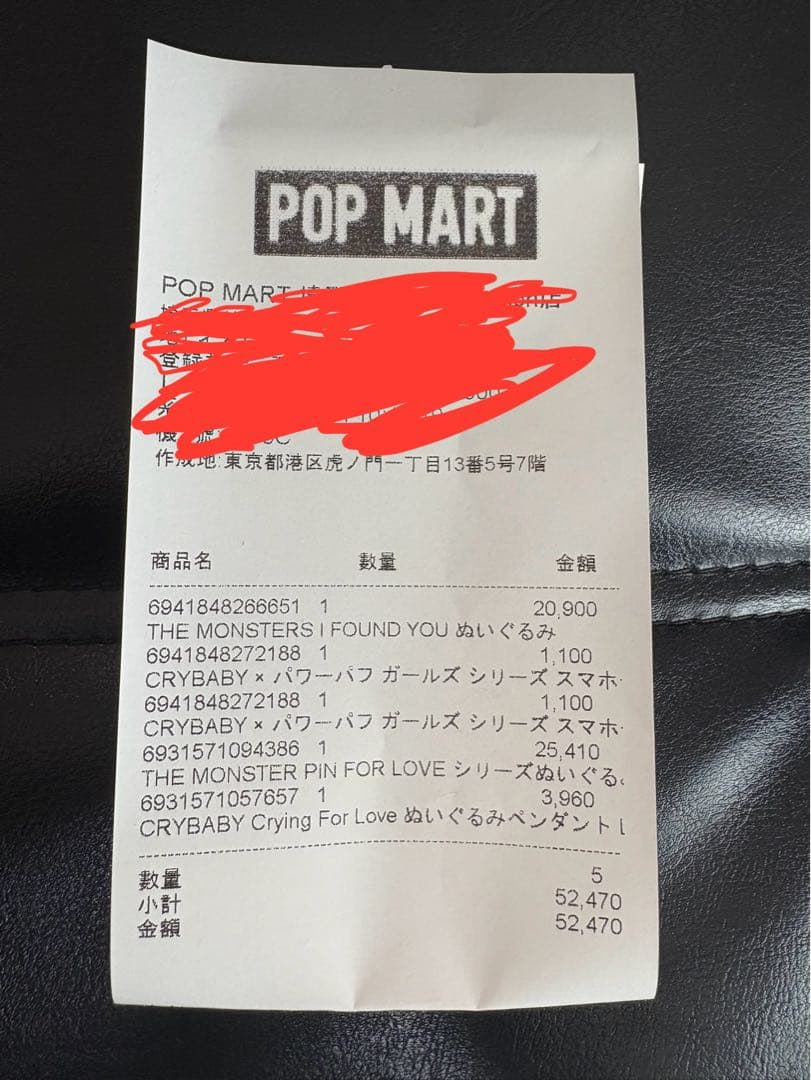 POP MART
POP MART
店
登録
作成地:東京都港区虎ノ門一丁目13番5号7階
商品名 數量 金額
6941848266651 1 20,900
THE MONSTERS I FOUND YOU ぬいぐるみ
6941848272188 1 1,100
CRYBABY × パワーパフ ガールズ シリーズ スマホ
6941848272188 1 1,100
CRYBABY × パワーパフ ガールズ シリーズ スマホ
6931571094386 1 25,410
THE MONSTER PIN FOR LOVE シリーズぬいぐる
6931571057657 1 3,960
CRYBABY Crying For Love ぬいぐるみペンダント
數量 5
小計 52,470
金額 52,470